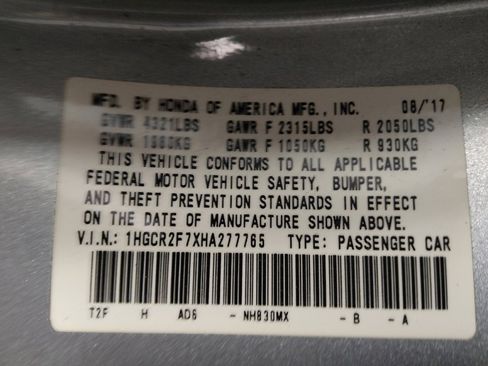 MFD. BY HONDA OF AMERICA MFG., INC. 08/'17
GVWR 4321LBS GAWR F 2315LBS R 2050LBS
GVWR 1960KG GAWR F 1050KG R 930KG
THIS VEHICLE CONFORMS TO ALL APPLICABLE
FEDERAL MOTOR VEHICLE SAFETY, BUMPER,
AND THEFT PREVENTION STANDARDS IN EFFECT
ON THE DATE OF MANUFACTURE SHOWN ABOVE.
V.I.N.: 1HGCR2F7XHA277765 TYPE: PASSENGER CAR
T2F H AD6 - NH830MX - B - A